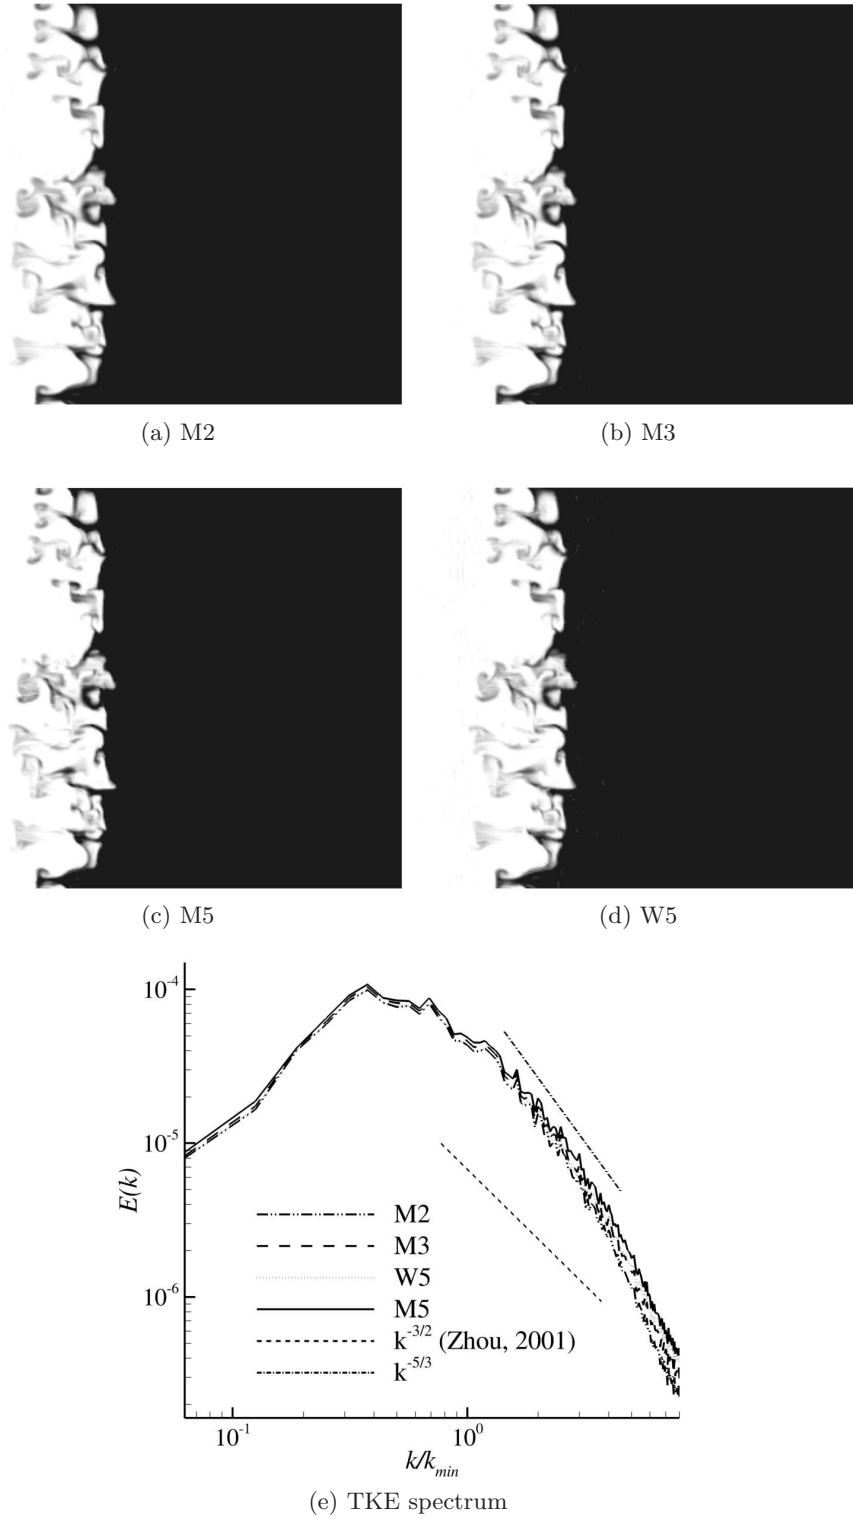 (a) M2
(b) M3
(c) M5
(d) W5
10^-4
10^-5
10^-6
E(k)
M2
M3
W5
M5
k^-3/2 (Zhou, 2001)
k^-5/3
10^-1
10^0
k/k_min
(e) TKE spectrum